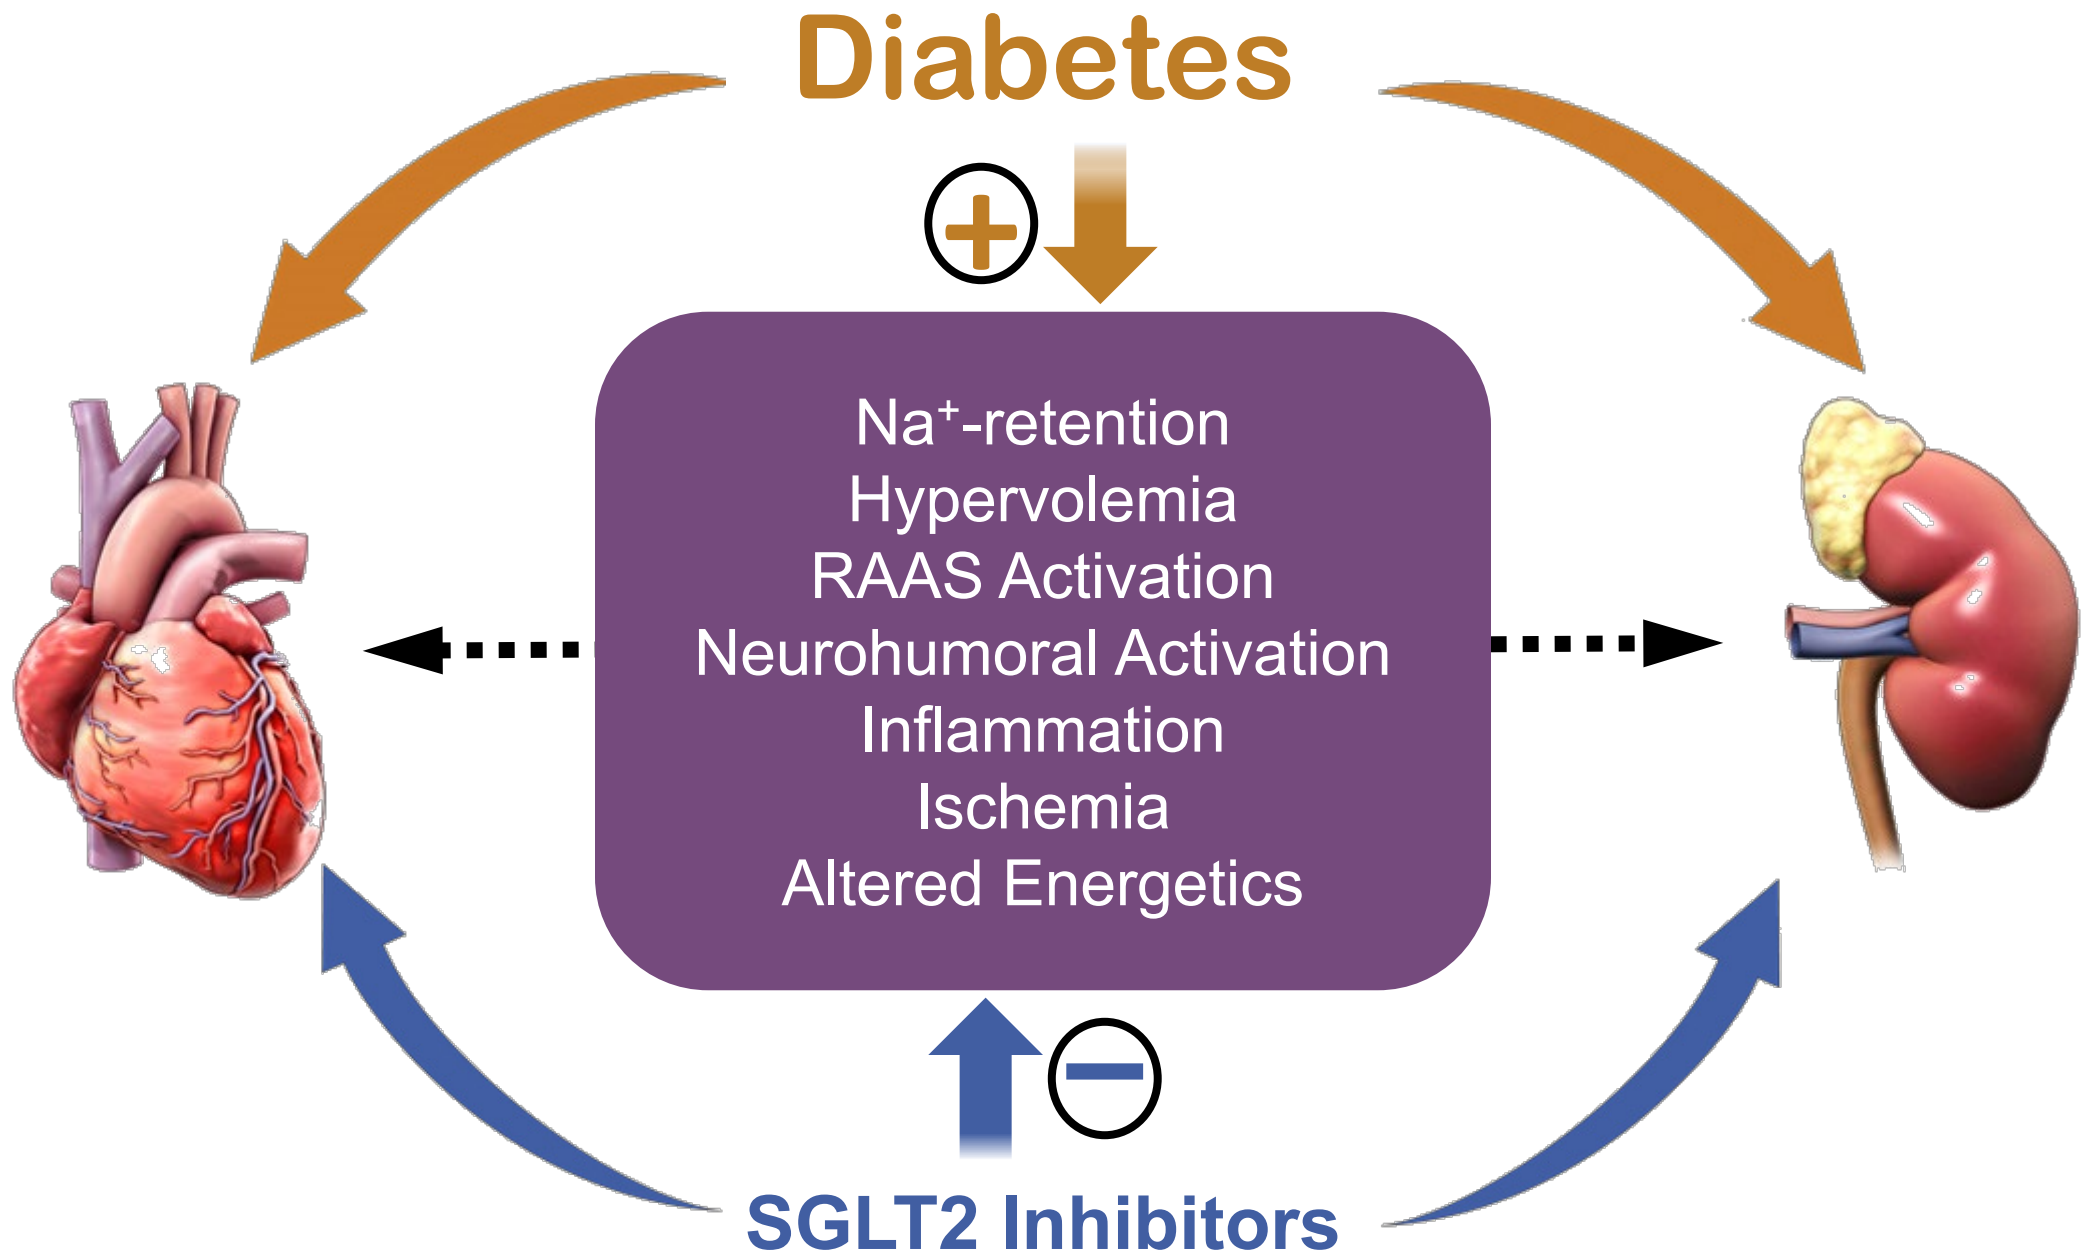 Diabetes
+
Na⁺-retention
Hypervolemia
RAAS Activation
Neurohumoral Activation
Inflammation
Ischemia
Altered Energetics
−
SGLT2 Inhibitors